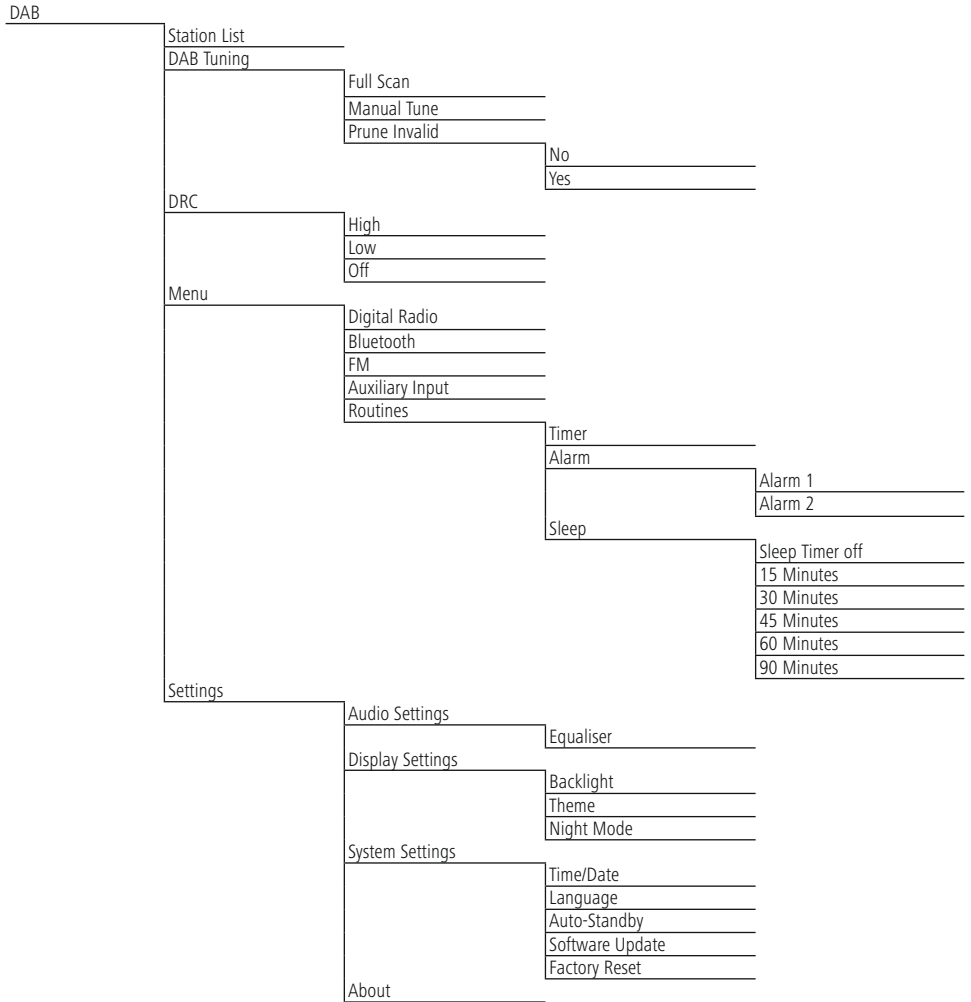 DAB
Station List
DAB Tuning
Full Scan
Manual Tune
Prune Invalid
No
Yes
DRC
High
Low
Off
Menu
Digital Radio
Bluetooth
FM
Auxiliary Input
Routines
Timer
Alarm
Alarm 1
Alarm 2
Sleep
Sleep Timer off
15 Minutes
30 Minutes
45 Minutes
60 Minutes
90 Minutes
Settings
Audio Settings
Equaliser
Display Settings
Backlight
Theme
Night Mode
System Settings
Time/Date
Language
Auto-Standby
Software Update
Factory Reset
About